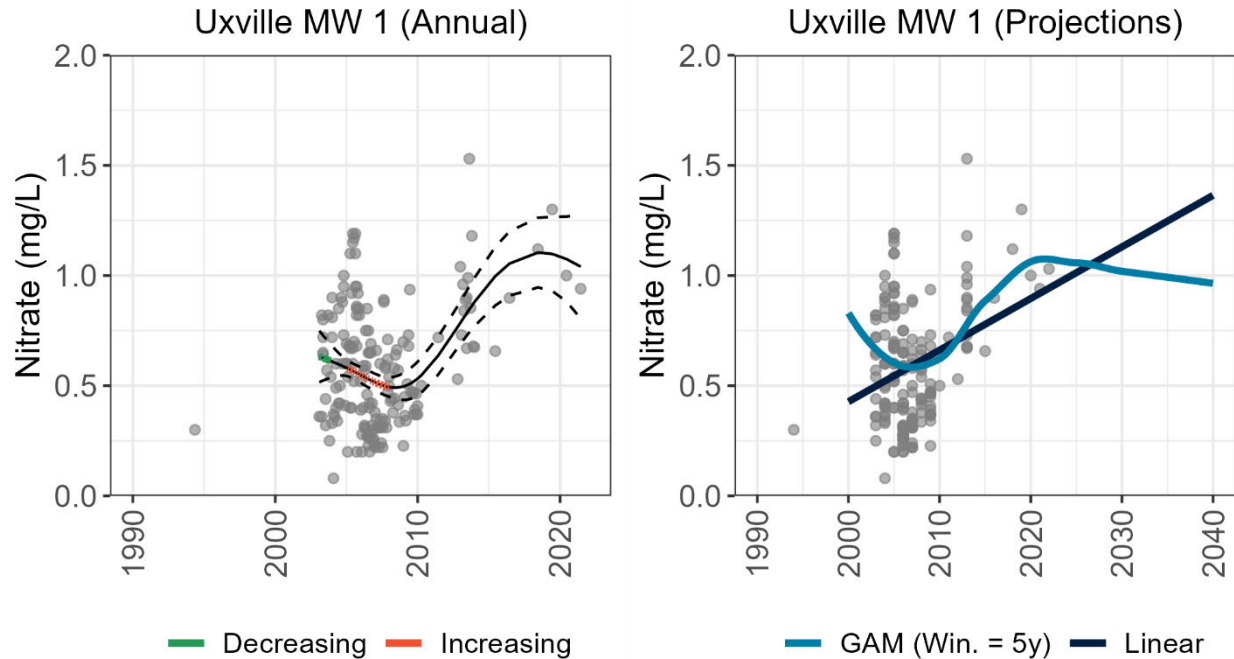 Uxville MW 1 (Annual)
Nitrate (mg/L)
2.0
1.5
1.0
0.5
0.0
1990
2000
2010
2020
Decreasing
Increasing
Uxville MW 1 (Projections)
Nitrate (mg/L)
2.0
1.5
1.0
0.5
0.0
1990
2000
2010
2020
2030
2040
GAM (Win. = 5y)
Linear